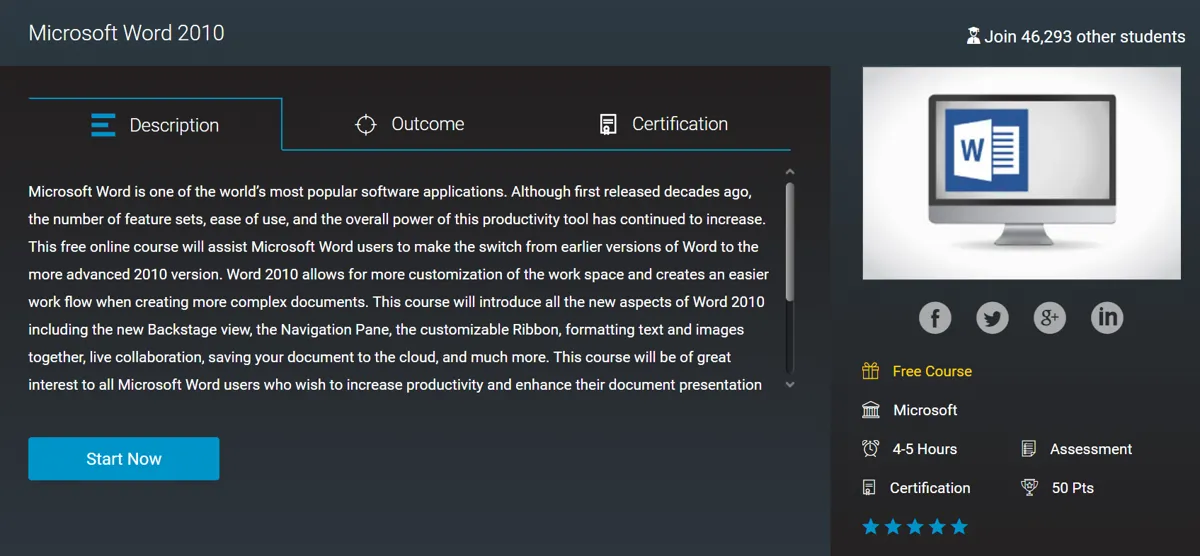 Microsoft Word 2010
Join 46,293 other students
Description
Outcome
Certification
Microsoft Word is one of the world’s most popular software applications. Although first released decades ago,
the number of feature sets, ease of use, and the overall power of this productivity tool has continued to increase.
This free online course will assist Microsoft Word users to make the switch from earlier versions of Word to the
more advanced 2010 version. Word 2010 allows for more customization of the work space and creates an easier
work flow when creating more complex documents. This course will introduce all the new aspects of Word 2010
including the new Backstage view, the Navigation Pane, the customizable Ribbon, formatting text and images
together, live collaboration, saving your document to the cloud, and much more. This course will be of great
interest to all Microsoft Word users who wish to increase productivity and enhance their document presentation
Start Now
W
f
g+
in
Free Course
Microsoft
4-5 Hours
Assessment
Certification
50 Pts